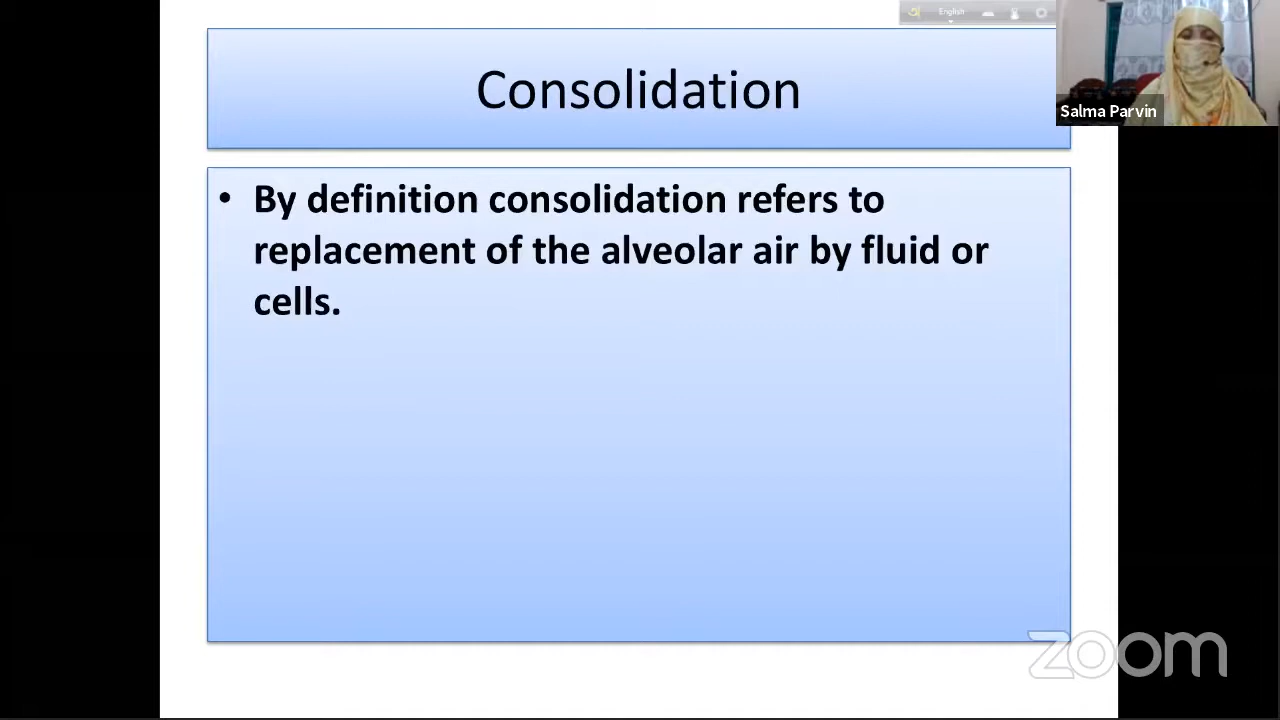 অ English
Consolidation
Salma Parvin
• By definition consolidation refers to
replacement of the alveolar air by fluid or
cells.
zoom